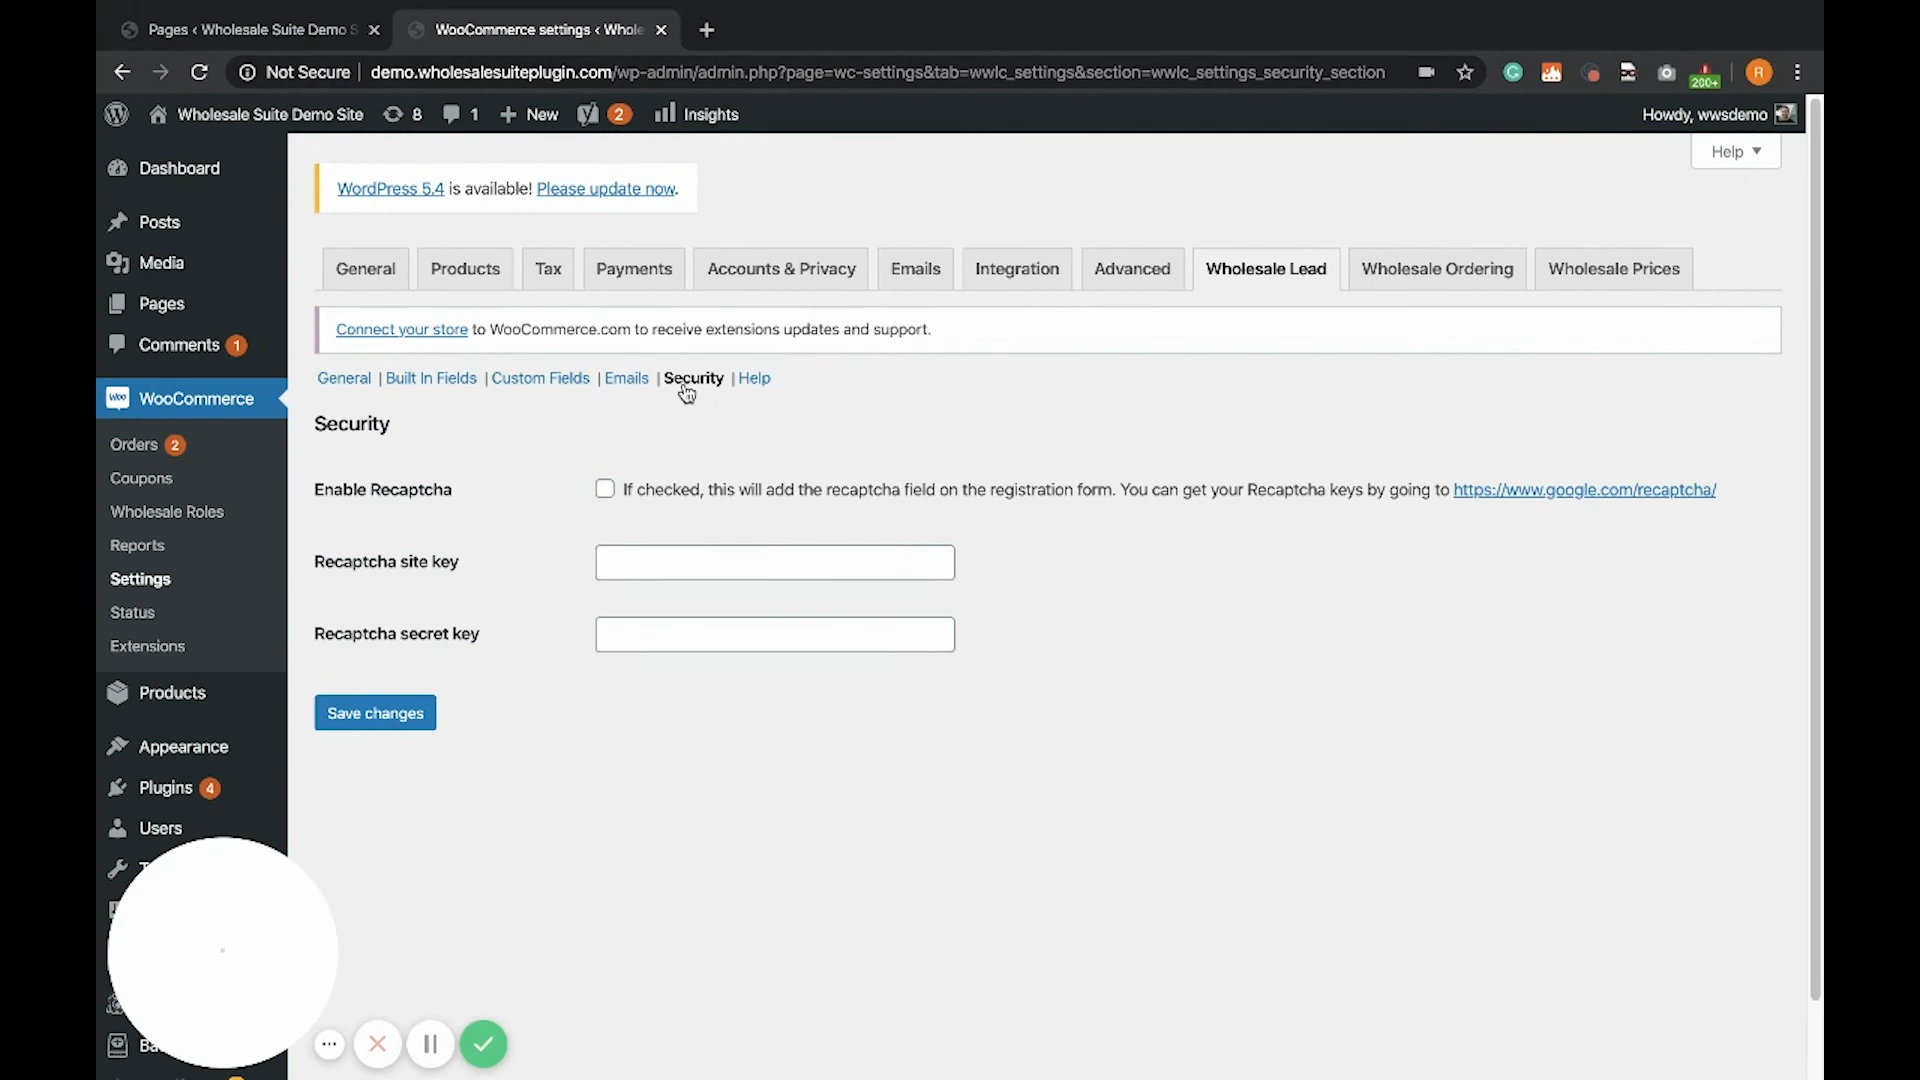 Pages ‹ Wholesale Suite Demo S
WooCommerce settings ‹ Whole
Not Secure
demo.wholesalesuiteplugin.com/wp-admin/admin.php?page=wc-settings&tab=wwlc_settings&section=wwlc_settings_security_section
200+
R
Wholesale Suite Demo Site 8 1 + New 2 Insights
Howdy, wwsdemo
Help
Dashboard
Posts
Media
Pages
Comments 1
WooCommerce
Orders 2
Coupons
Wholesale Roles
Reports
Settings
Status
Extensions
Products
Appearance
Plugins 4
Users
WordPress 5.4 is available! Please update now.
General Products Tax Payments Accounts & Privacy Emails Integration Advanced Wholesale Lead Wholesale Ordering Wholesale Prices
Connect your store to WooCommerce.com to receive extensions updates and support.
General | Built In Fields | Custom Fields | Emails | Security | Help
Security
Enable Recaptcha
If checked, this will add the recaptcha field on the registration form. You can get your Recaptcha keys by going to https://www.google.com/recaptcha/
Recaptcha site key
Recaptcha secret key
Save changes